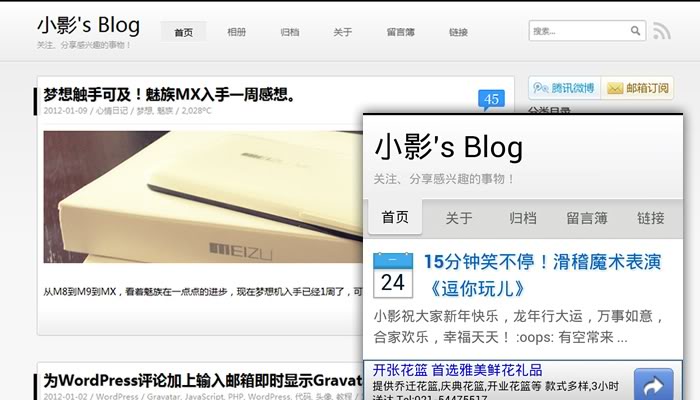 小影's Blog
关注、分享感兴趣的事物！
首页 相册 归档 关于 留言簿 链接
搜索...
梦想触手可及！魅族MX入手一周感想。
45
2012-01-09 / 心情日记 / 梦想, 魅族 / 2,028°C
腾讯微博 邮箱订阅
分类目录
MEIZU
从M8到M9到MX，看着魅族在一点点的进步，现在梦想机入手已经1周了，可
为WordPress评论加上输入邮箱即时显示Gravat
2012-01-02 / WordPress / Gravatar, JavaScript, PHP, WordPress, 代码, 头像, 教程 /
小影's Blog
关注、分享感兴趣的事物！
首页 关于 归档 留言簿 链接
24
15分钟笑不停！滑稽魔术表演
《逗你玩儿》
小影祝大家新年快乐，龙年行大运，万事如意，
合家欢乐，幸福天天！ :oops: 有空常来 ...
开张花篮 首选雅美鲜花礼品
提供乔迁花篮,庆典花篮,开业花篮等 款式多样,3小时
送达 Tel:021-54475517